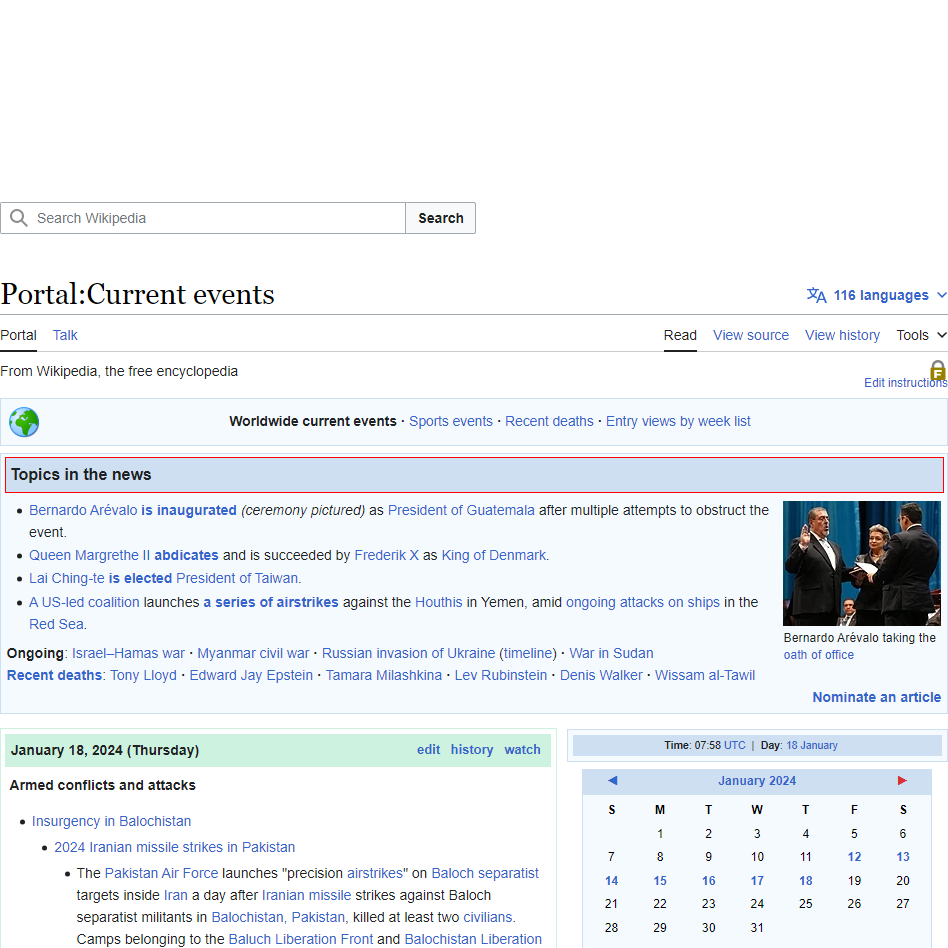 Search Wikipedia
Search
Portal:Current events
116 languages
Portal Talk Read View source View history Tools
From Wikipedia, the free encyclopedia
F
Edit instructions
Worldwide current events · Sports events · Recent deaths · Entry views by week list
Topics in the news
Bernardo Arévalo is inaugurated (ceremony pictured) as President of Guatemala after multiple attempts to obstruct the
event.
Queen Margrethe II abdicates and is succeeded by Frederik X as King of Denmark.
Lai Ching-te is elected President of Taiwan.
A US-led coalition launches a series of airstrikes against the Houthis in Yemen, amid ongoing attacks on ships in the
Red Sea.
Bernardo Arévalo taking the
oath of office
Ongoing: Israel–Hamas war · Myanmar civil war · Russian invasion of Ukraine (timeline) · War in Sudan
Recent deaths: Tony Lloyd · Edward Jay Epstein · Tamara Milashkina · Lev Rubinstein · Denis Walker · Wissam al-Tawil
Nominate an article
January 18, 2024 (Thursday) edit history watch
Armed conflicts and attacks
Insurgency in Balochistan
2024 Iranian missile strikes in Pakistan
The Pakistan Air Force launches "precision airstrikes" on Baloch separatist
targets inside Iran a day after Iranian missile strikes against Baloch
separatist militants in Balochistan, Pakistan, killed at least two civilians.
Camps belonging to the Baluch Liberation Front and Balochistan Liberation
Time: 07:58 UTC | Day: 18 January
◀ January 2024 ▶
S M T W T F S
1 2 3 4 5 6
7 8 9 10 11 12 13
14 15 16 17 18 19 20
21 22 23 24 25 26 27
28 29 30 31